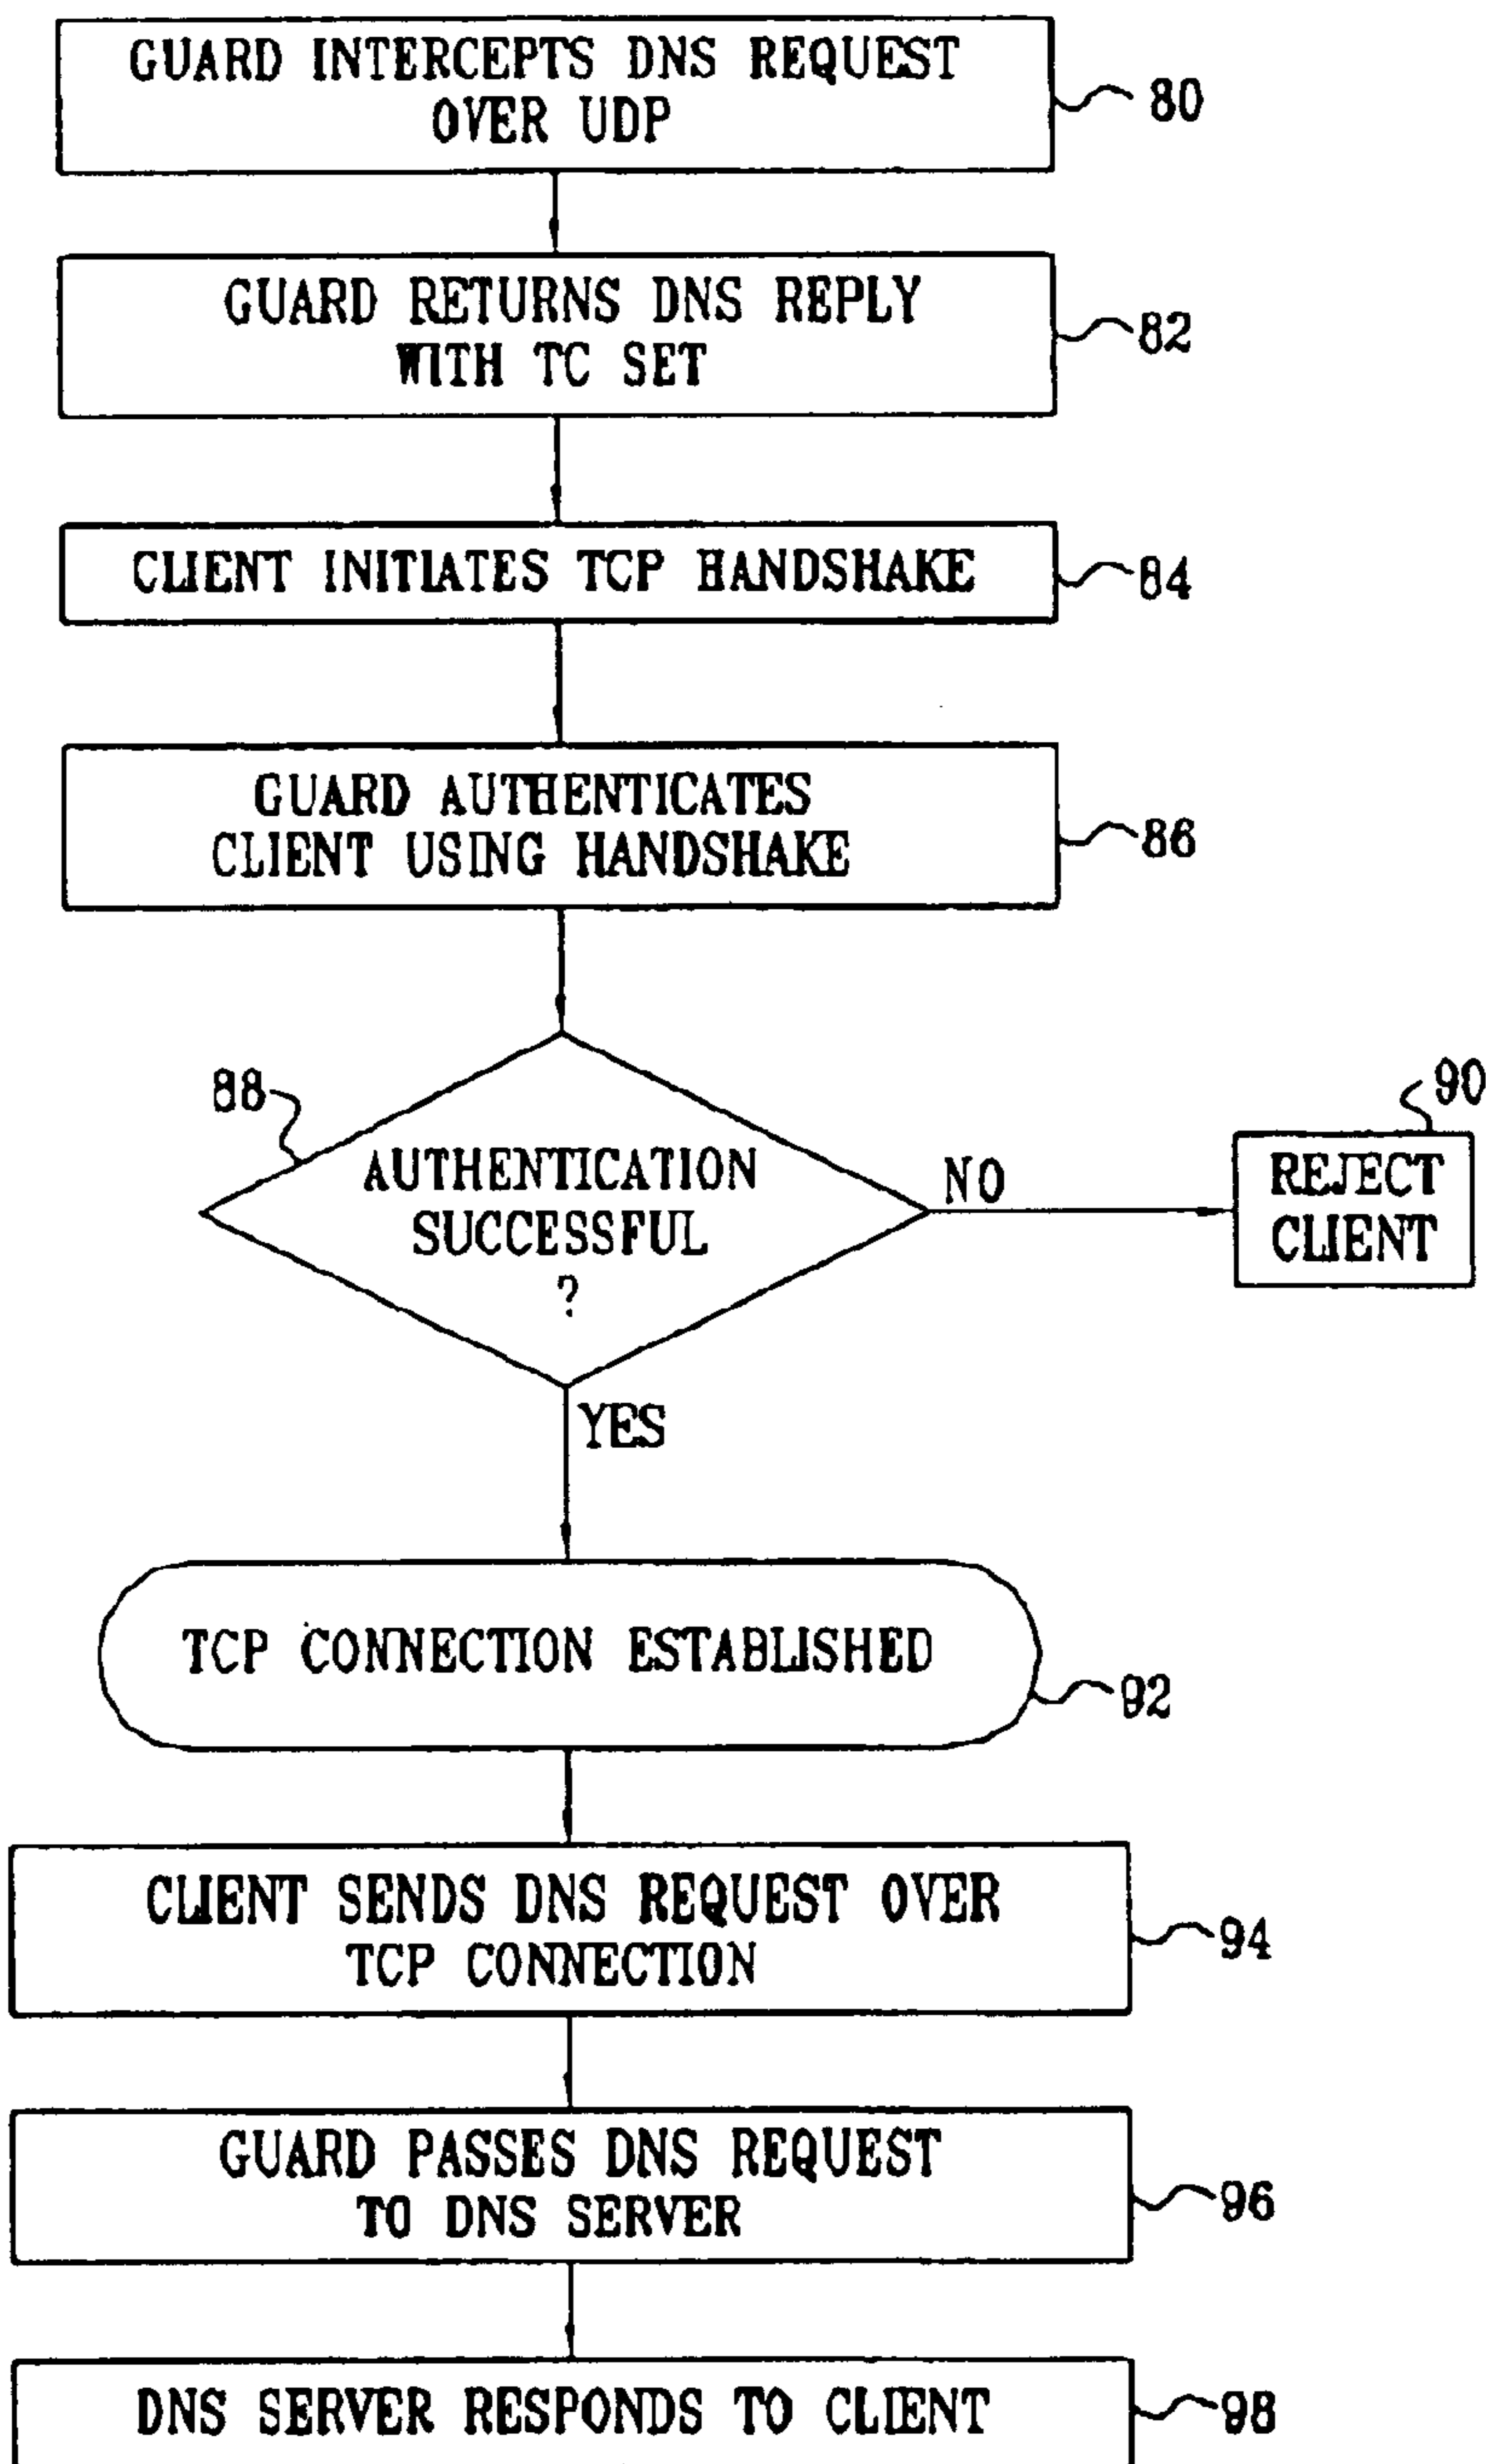 GUARD INTERCEPTS DNS REQUEST
OVER UDP
80
GUARD RETURNS DNS REPLY
WITH TC SET
82
CLIENT INITIATES TCP HANDSHAKE
84
GUARD AUTHENTICATES
CLIENT USING HANDSHAKE
86
88
AUTHENTICATION
SUCCESSFUL
?
NO
90
REJECT
CLIENT
YES
TCP CONNECTION ESTABLISHED
92
CLIENT SENDS DNS REQUEST OVER
TCP CONNECTION
94
GUARD PASSES DNS REQUEST
TO DNS SERVER
96
DNS SERVER RESPONDS TO CLIENT
98